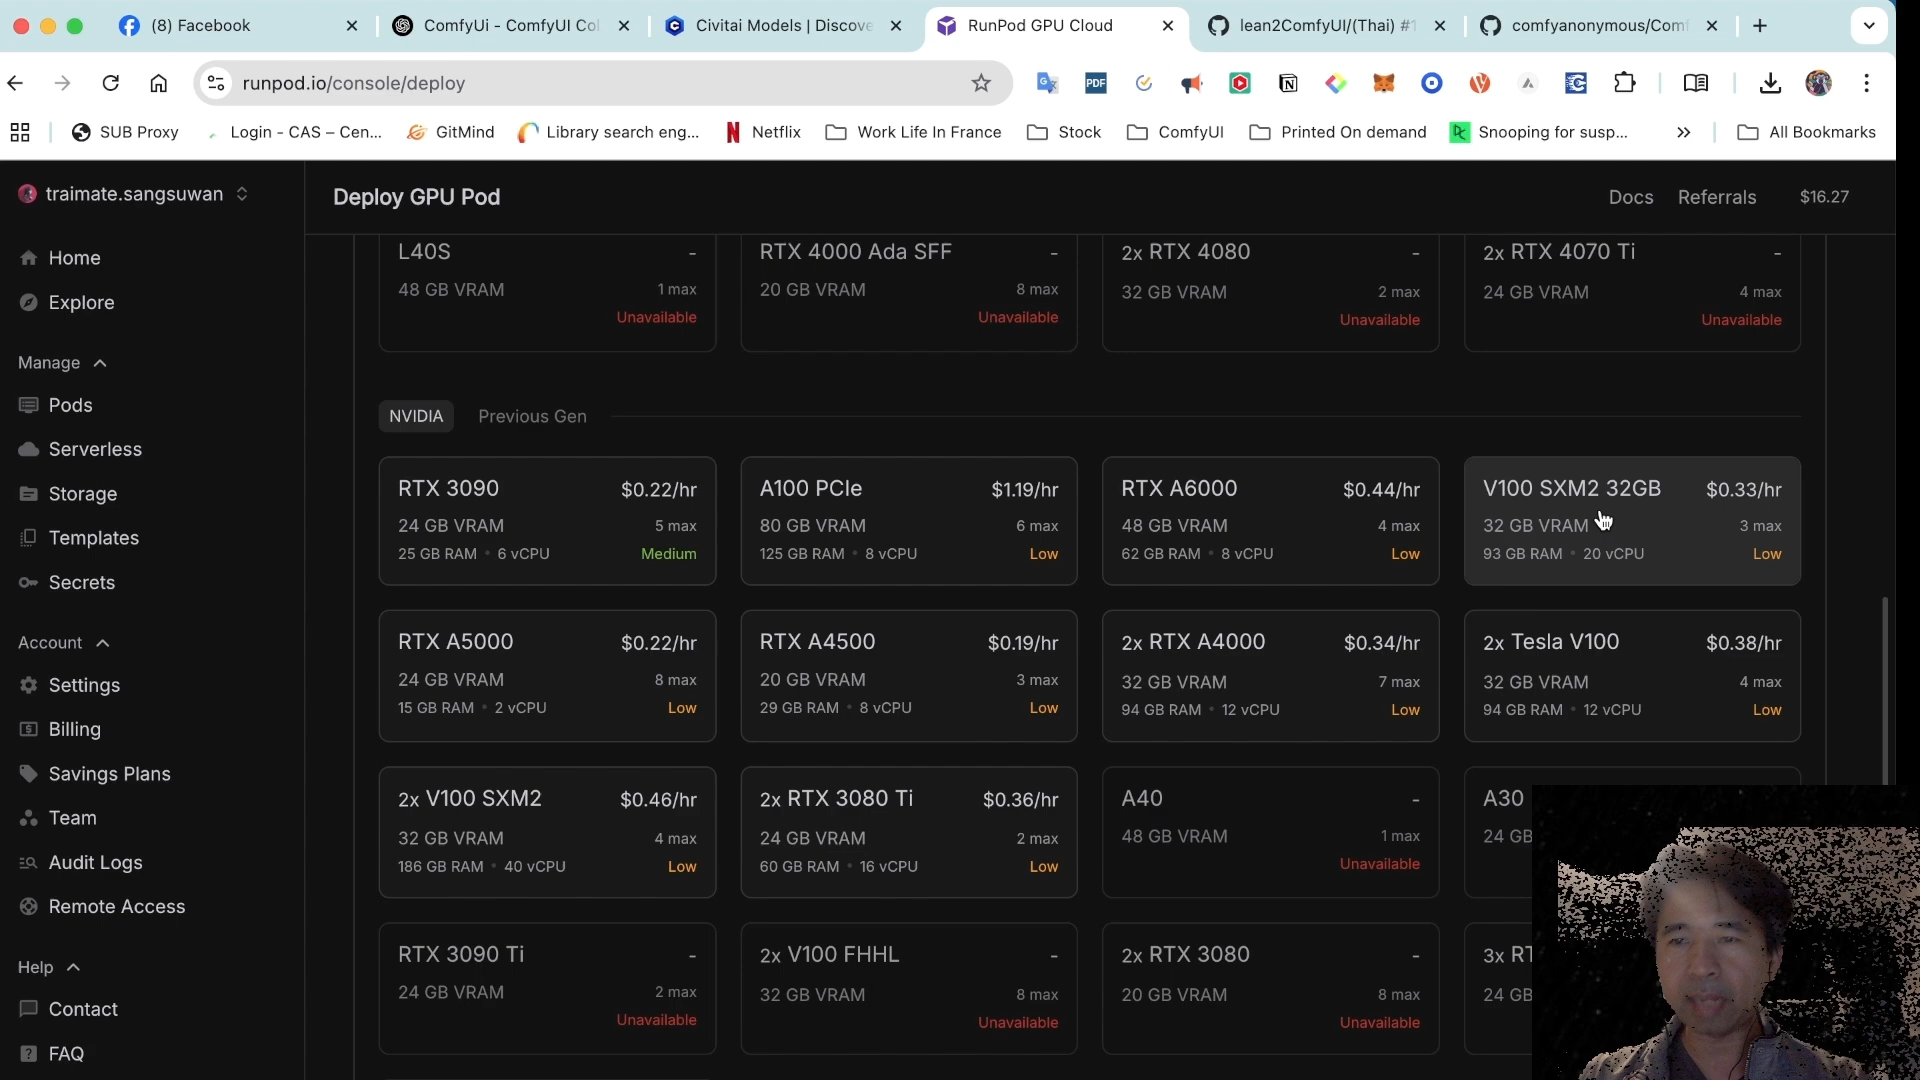 (8) Facebook
ComfyUi - ComfyUI Co
Civitai Models | Discove
RunPod GPU Cloud
lean2ComfyUI/(Thai) #1
comfyanonymous/Comf
runpod.io/console/deploy
SUB Proxy
Login - CAS – Cen...
GitMind
Library search eng...
Netflix
Work Life In France
Stock
ComfyUI
Printed On demand
Snooping for susp...
All Bookmarks
traimate.sangsuwan
Deploy GPU Pod
Docs
Referrals
$16.27
Home
Explore
Manage
Pods
Serverless
Storage
Templates
Secrets
Account
Settings
Billing
Savings Plans
Team
Audit Logs
Remote Access
Help
Contact
FAQ
L40S -
48 GB VRAM 1 max
Unavailable
RTX 4000 Ada SFF -
20 GB VRAM 8 max
Unavailable
2x RTX 4080 -
32 GB VRAM 2 max
Unavailable
2x RTX 4070 Ti -
24 GB VRAM 4 max
Unavailable
NVIDIA Previous Gen
RTX 3090 $0.22/hr
24 GB VRAM 5 max
25 GB RAM • 6 vCPU Medium
A100 PCIe $1.19/hr
80 GB VRAM 6 max
125 GB RAM • 8 vCPU Low
RTX A6000 $0.44/hr
48 GB VRAM 4 max
62 GB RAM • 8 vCPU Low
V100 SXM2 32GB $0.33/hr
32 GB VRAM 3 max
93 GB RAM • 20 vCPU Low
RTX A5000 $0.22/hr
24 GB VRAM 8 max
15 GB RAM • 2 vCPU Low
RTX A4500 $0.19/hr
20 GB VRAM 3 max
29 GB RAM • 8 vCPU Low
2x RTX A4000 $0.34/hr
32 GB VRAM 7 max
94 GB RAM • 12 vCPU Low
2x Tesla V100 $0.38/hr
32 GB VRAM 4 max
94 GB RAM • 12 vCPU Low
2x V100 SXM2 $0.46/hr
32 GB VRAM 4 max
186 GB RAM • 40 vCPU Low
2x RTX 3080 Ti $0.36/hr
24 GB VRAM 2 max
60 GB RAM • 16 vCPU Low
A40 -
48 GB VRAM 1 max
Unavailable
A30
24 GB
RTX 3090 Ti -
24 GB VRAM 2 max
Unavailable
2x V100 FHHL -
32 GB VRAM 8 max
Unavailable
2x RTX 3080 -
20 GB VRAM 8 max
Unavailable
3x RT
24 GB